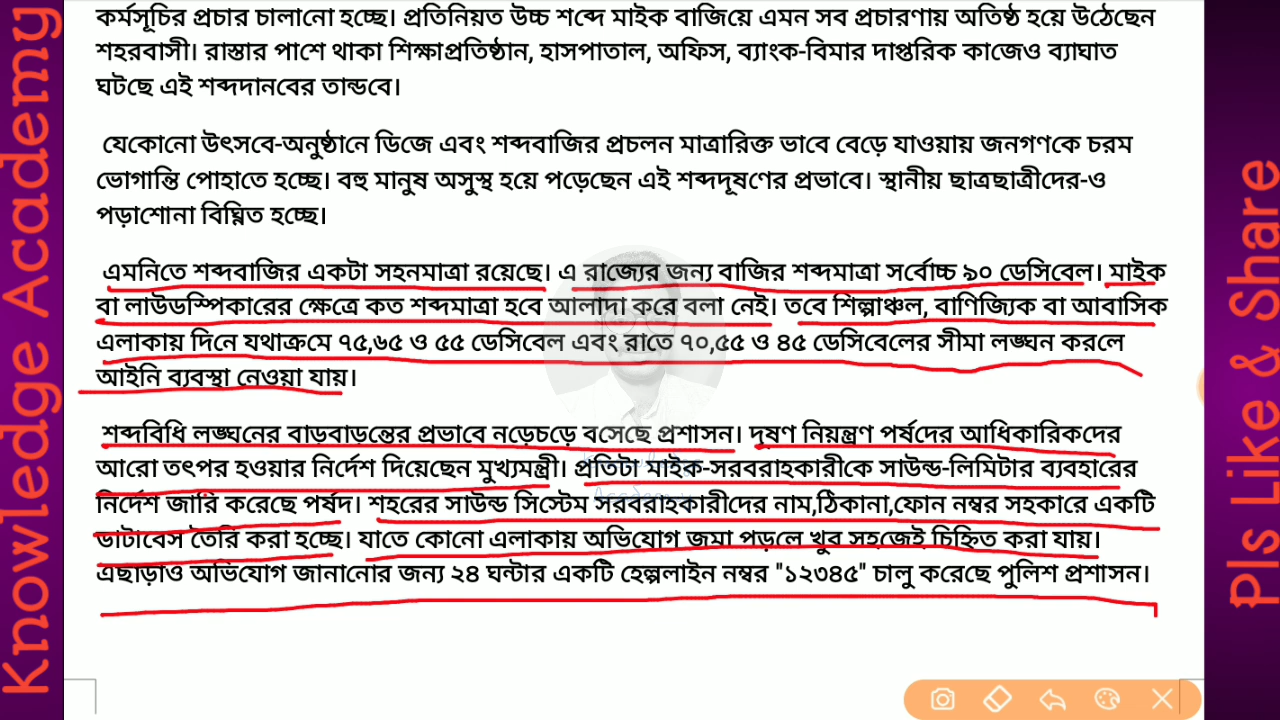 Knowledge Academy
কর্মসূচির প্রচার চালানো হচ্ছে। প্রতিনিয়ত উচ্চ শব্দে মাইক বাজিয়ে এমন সব প্রচারণায় অতিষ্ঠ হয়ে উঠেছেন
শহরবাসী। রাস্তার পাশে থাকা শিক্ষাপ্রতিষ্ঠান, হাসপাতাল, অফিস, ব্যাংক-বিমার দাপ্তরিক কাজেও ব্যাঘাত
ঘটছে এই শব্দদানবের তান্ডবে।
যেকোনো উৎসবে-অনুষ্ঠানে ডিজে এবং শব্দবাজির প্রচলন মাত্রারিক্ত ভাবে বেড়ে যাওয়ায় জনগণকে চরম
ভোগান্তি পোহাতে হচ্ছে। বহু মানুষ অসুস্থ হয়ে পড়েছেন এই শব্দদূষণের প্রভাবে। স্থানীয় ছাত্রছাত্রীদের-ও
পড়াশোনা বিঘ্নিত হচ্ছে।
এমনিতে শব্দবাজির একটা সহনমাত্রা রয়েছে। এ রাজ্যের জন্য বাজির শব্দমাত্রা সর্বোচ্চ ৯০ ডেসিবেল। মাইক
বা লাউডস্পিকারের ক্ষেত্রে কত শব্দমাত্রা হবে আলাদা করে বলা নেই। তবে শিল্পাঞ্চল, বাণিজ্যিক বা আবাসিক
এলাকায় দিনে যথাক্রমে ৭৫,৬৫ ও ৫৫ ডেসিবেল এবং রাতে ৭০,৫৫ ও ৪৫ ডেসিবেলের সীমা লঙ্ঘন করলে
আইনি ব্যবস্থা নেওয়া যায়।
শব্দবিধি লঙ্ঘনের বাড়বাড়ন্তের প্রভাবে নড়েচড়ে বসেছে প্রশাসন। দূষণ নিয়ন্ত্রণ পর্ষদের আধিকারিকদের
আরো তৎপর হওয়ার নির্দেশ দিয়েছেন মুখ্যমন্ত্রী। প্রতিটা মাইক-সরবরাহকারীকে সাউন্ড-লিমিটার ব্যবহারের
নির্দেশ জারি করেছে পর্ষদ। শহরের সাউন্ড সিস্টেম সরবরাহকারীদের নাম,ঠিকানা,ফোন নম্বর সহকারে একটি
ডাটাবেস তৈরি করা হচ্ছে। যাতে কোনো এলাকায় অভিযোগ জমা পড়লে খুব সহজেই চিহ্নিত করা যায়।
এছাড়াও অভিযোগ জানানোর জন্য ২৪ ঘন্টার একটি হেল্পলাইন নম্বর "১২৩৪৫" চালু করেছে পুলিশ প্রশাসন।
Pls Like & Share